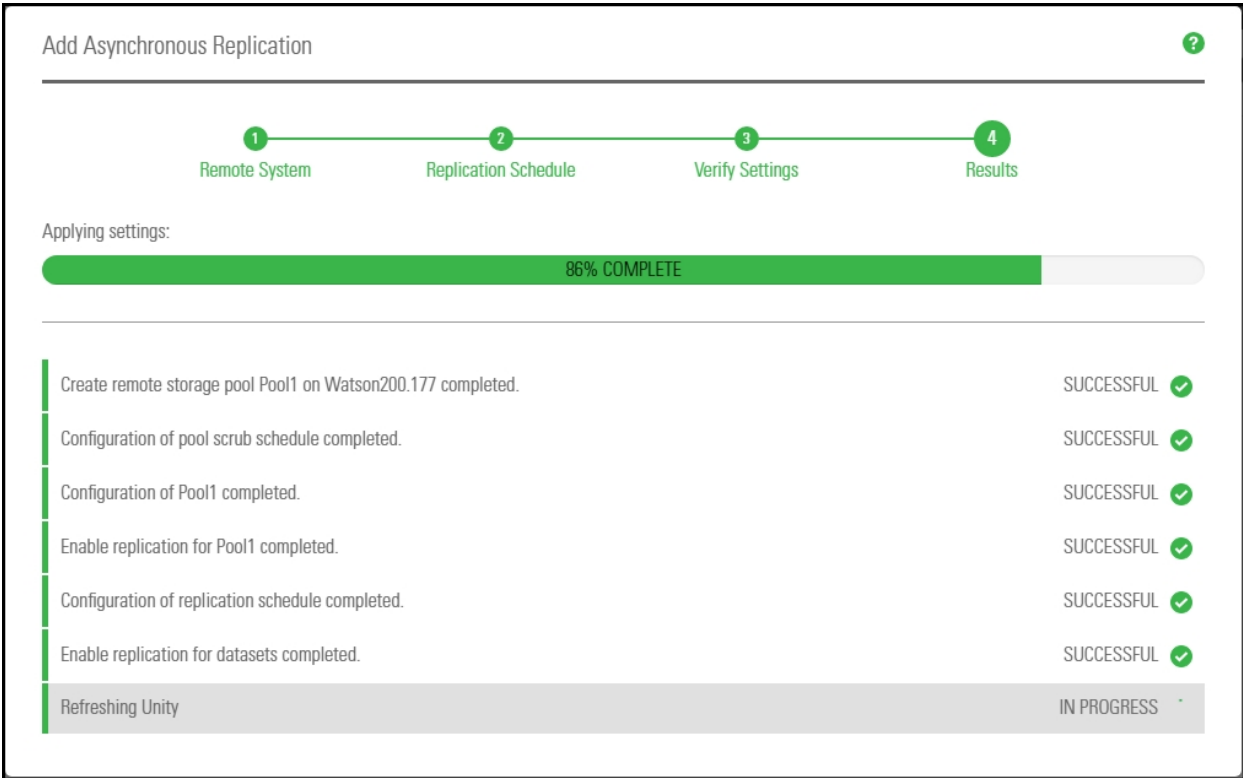 Add Asynchronous Replication
?
1 2 3 4
Remote System Replication Schedule Verify Settings Results
Applying settings:
86% COMPLETE
Create remote storage pool Pool1 on Watson200.177 completed. SUCCESSFUL
Configuration of pool scrub schedule completed. SUCCESSFUL
Configuration of Pool1 completed. SUCCESSFUL
Enable replication for Pool1 completed. SUCCESSFUL
Configuration of replication schedule completed. SUCCESSFUL
Enable replication for datasets completed. SUCCESSFUL
Refreshing Unity IN PROGRESS